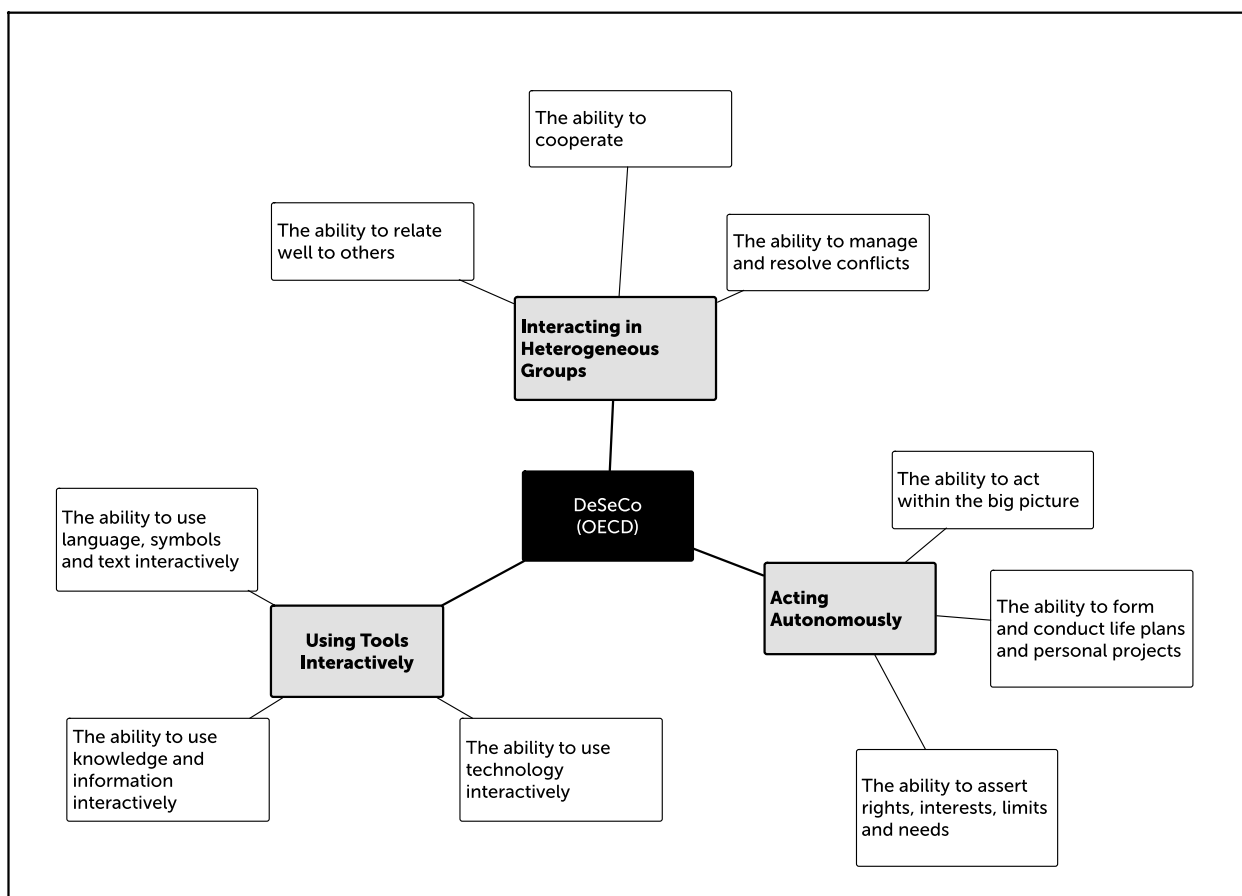 The ability to
cooperate
The ability to relate
well to others
The ability to manage
and resolve conflicts
Interacting in
Heterogeneous
Groups
DeSeCo
(OECD)
The ability to act
within the big picture
The ability to use
language, symbols
and text interactively
Acting
Autonomously
The ability to form
and conduct life plans
and personal projects
Using Tools
Interactively
The ability to use
knowledge and
information
interactively
The ability to use
technology
interactively
The ability to assert
rights, interests, limits
and needs